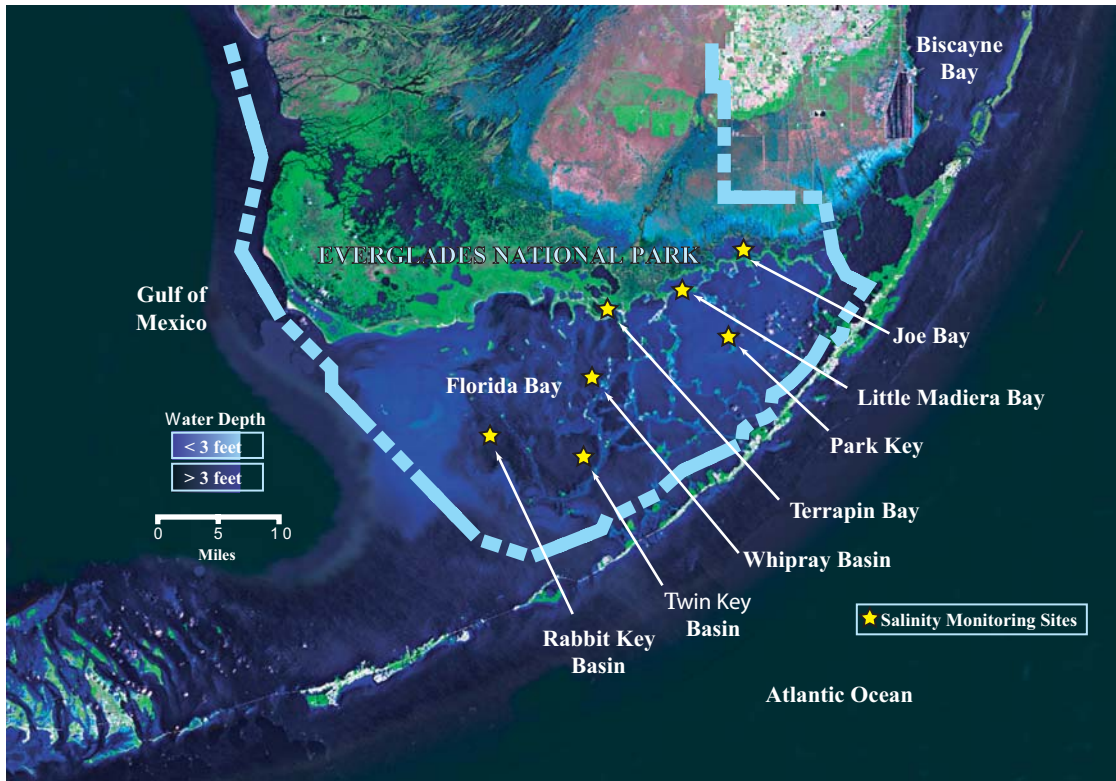 Biscayne
Bay
EVERGLADES NATIONAL PARK
Gulf of
Mexico
Joe Bay
Florida Bay
Little Madiera Bay
Water Depth
< 3 feet
> 3 feet
Park Key
0 5 10
Miles
Terrapin Bay
Whipray Basin
Twin Key
Basin
Rabbit Key
Basin
Salinity Monitoring Sites
Atlantic Ocean